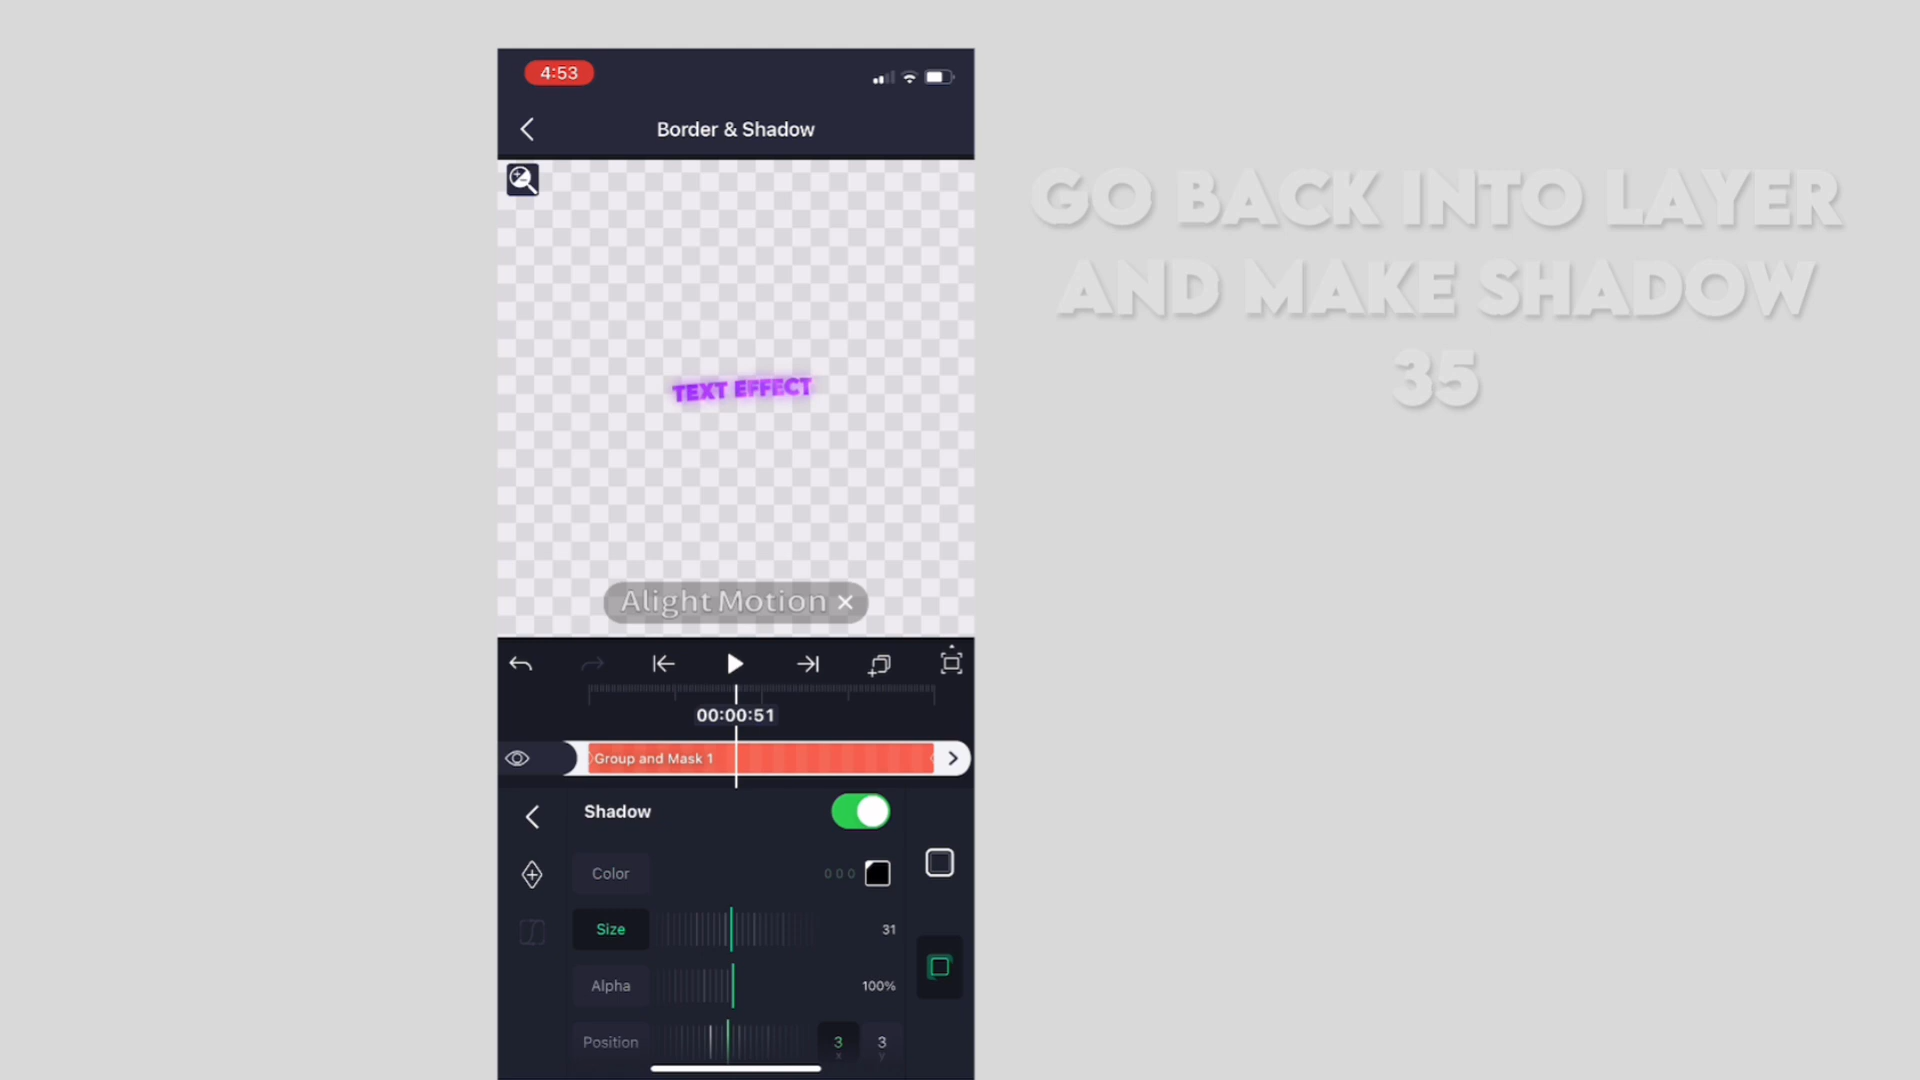 4:53
Border & Shadow
GO BACK INTO LAYER
AND MAKE SHADOW
35
TEXT EFFECT
Alight Motion
00:00:51
Group and Mask 1
Shadow
Color
0 0 0
Size
31
Alpha
100%
Position
3
3
x
y